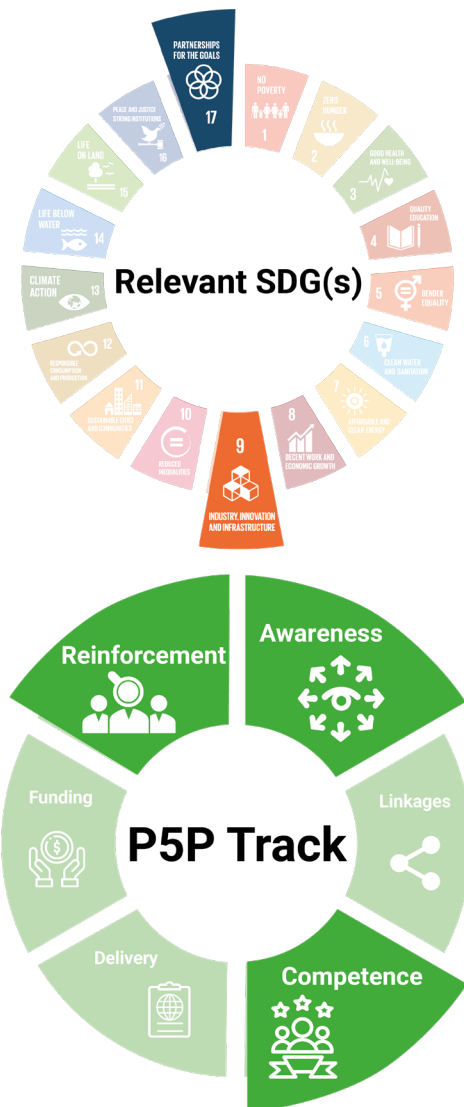 PARTNERSHIPS
FOR THE GOALS
17
NO
POVERTY
1
ZERO
HUNGER
2
GOOD HEALTH
AND WELL-BEING
3
QUALITY
EDUCATION
4
GENDER
EQUALITY
5
CLEAN WATER
AND SANITATION
6
AFFORDABLE AND
CLEAN ENERGY
7
DECENT WORK AND
ECONOMIC GROWTH
8
INDUSTRY, INNOVATION
AND INFRASTRUCTURE
9
REDUCED
INEQUALITIES
10
SUSTAINABLE CITIES
AND COMMUNITIES
11
RESPONSIBLE
CONSUMPTION
AND PRODUCTION
12
CLIMATE
ACTION
13
LIFE BELOW
WATER
14
LIFE
ON LAND
15
PEACE AND JUSTICE
STRONG INSTITUTIONS
16
Relevant SDG(s)
Reinforcement
Awareness
Funding
Linkages
P5P Track
Delivery
Competence